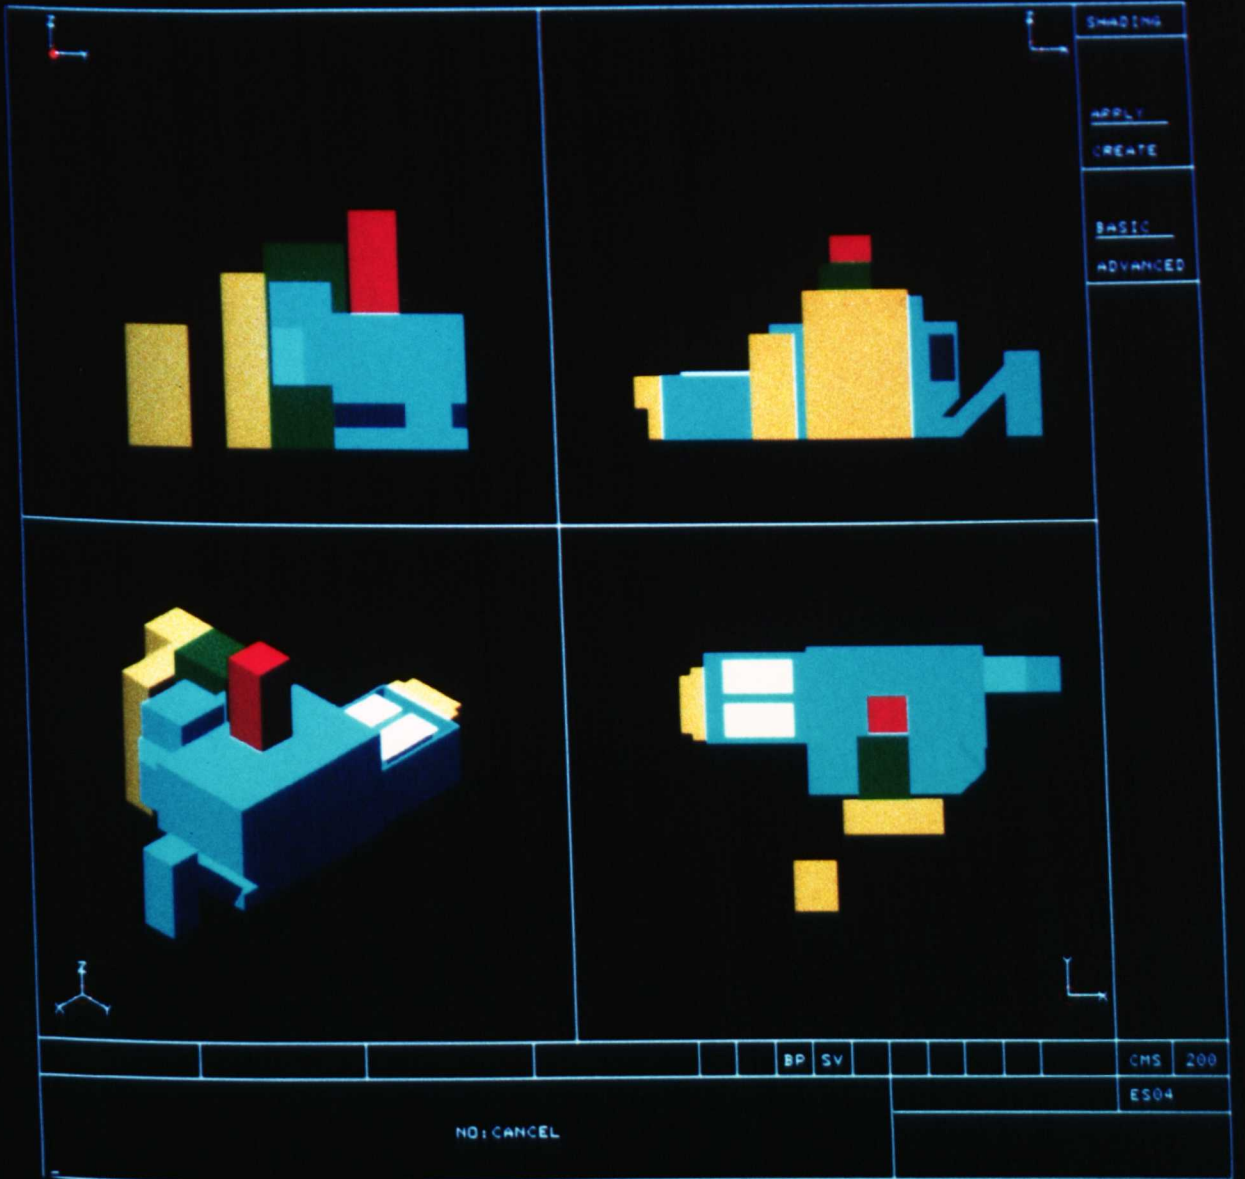 Z
Z
SHADING
APPLY
CREATE
BASIC
ADVANCED
Z
X Y
Y
X
BP SV CMS 200
ES04
NO:CANCEL